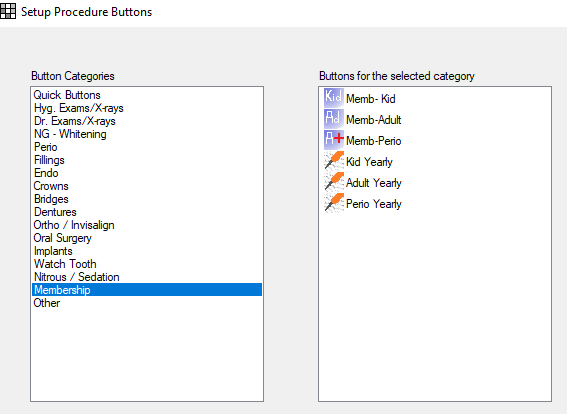 Setup Procedure Buttons
Button Categories
Quick Buttons
Hyg. Exams/X-rays
Dr. Exams/X-rays
NG - Whitening
Perio
Fillings
Endo
Crowns
Bridges
Dentures
Ortho / Invisalign
Oral Surgery
Implants
Watch Tooth
Nitrous / Sedation
Membership
Other
Buttons for the selected category
Kid Memb- Kid
Ad Memb-Adult
A+ Memb-Perio
Kid Yearly
Adult Yearly
Perio Yearly